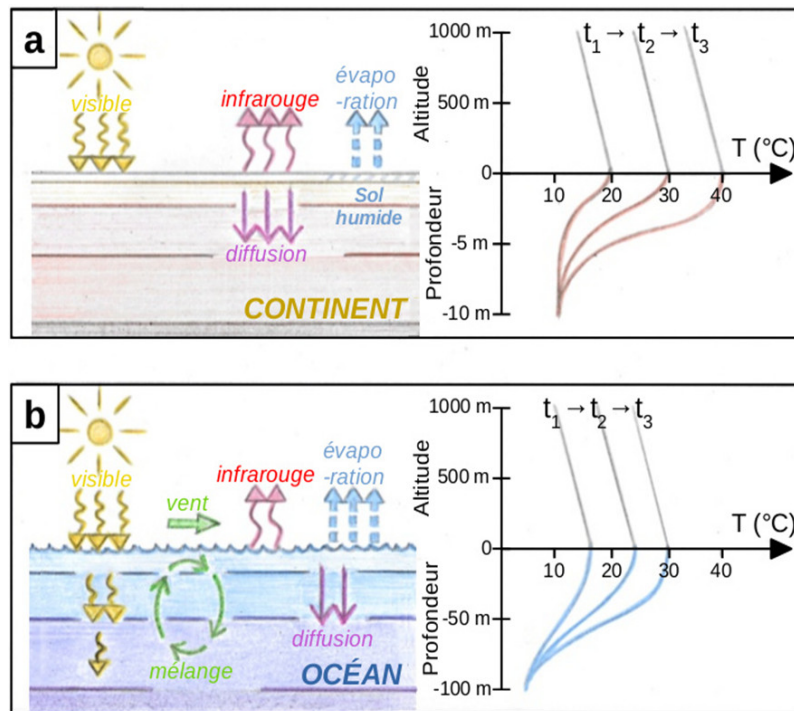 a
visible
infrarouge
évapo
-ration
Sol
humide
diffusion
CONTINENT
1000 m
t1 → t2 → t3
500 m
Altitude
T (°C)
0
10
20
30
40
Profondeur
-5 m
-10 m
b
visible
vent
infrarouge
évapo
-ration
mélange
diffusion
OCÉAN
1000 m
t1 → t2 → t3
500 m
Altitude
T (°C)
0
10
20
30
40
Profondeur
-50 m
-100 m